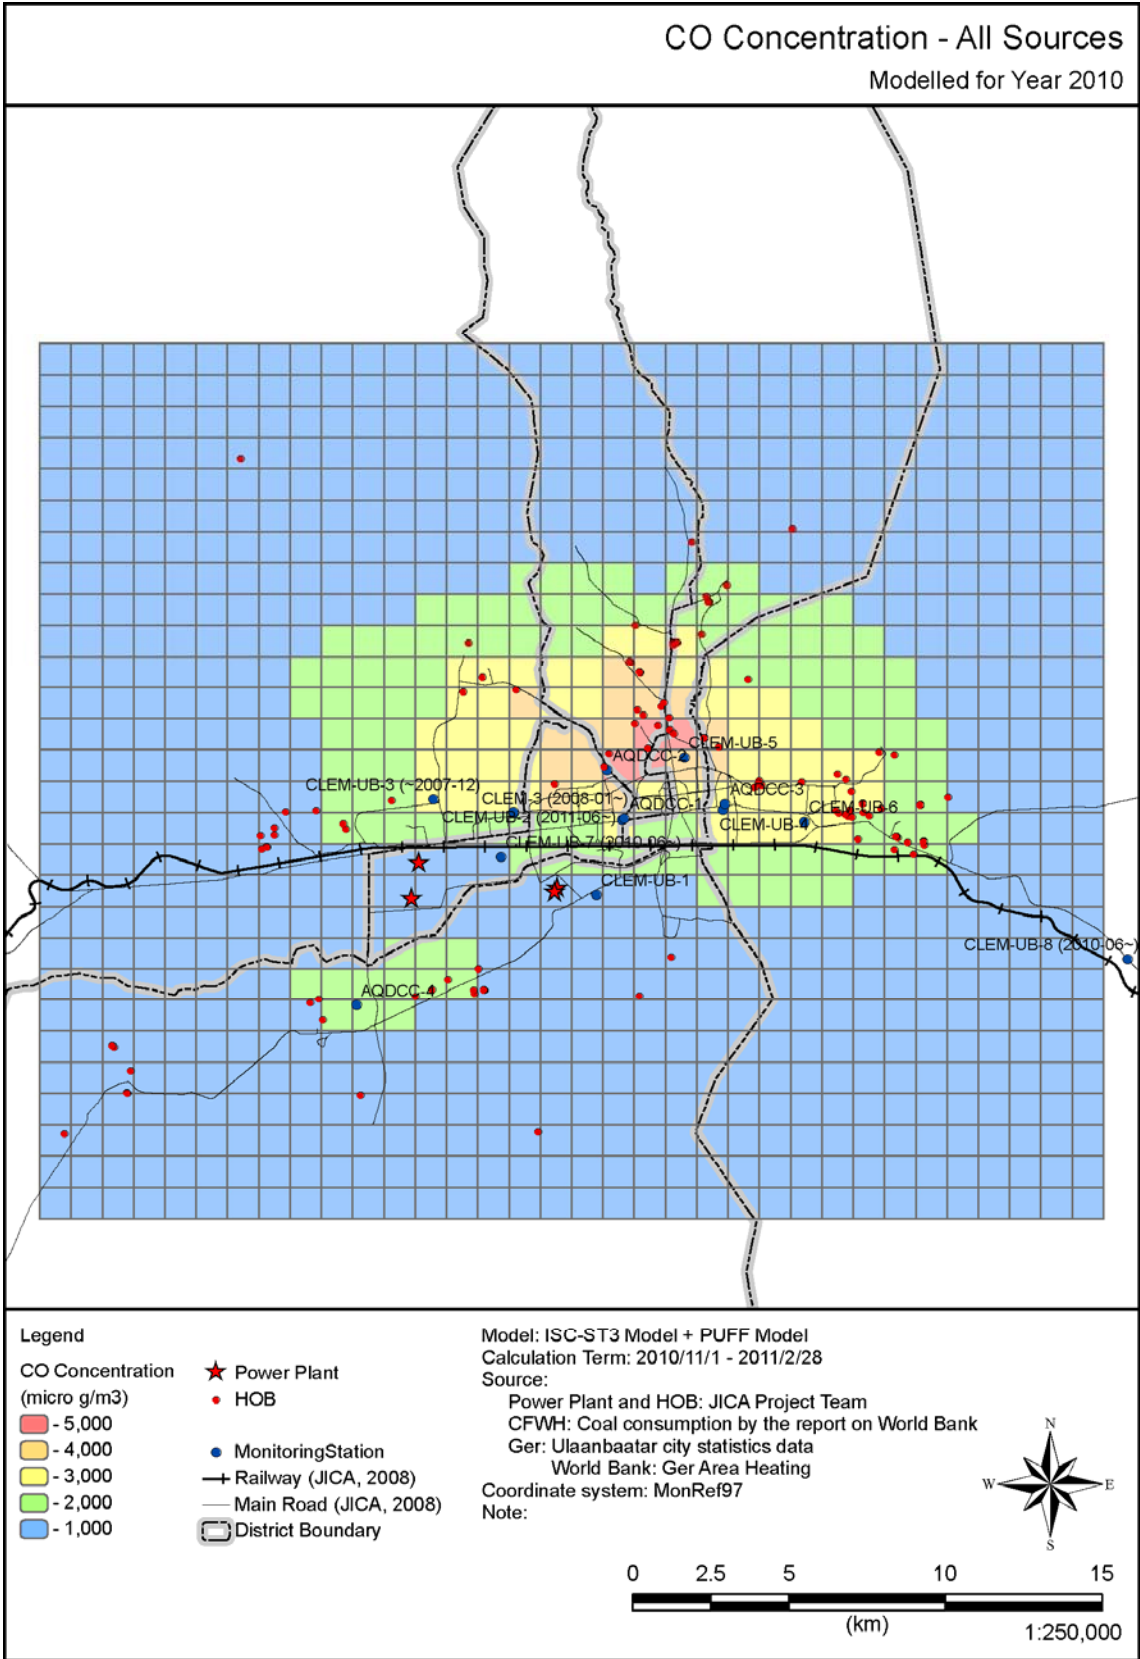 CO Concentration - All Sources
Modelled for Year 2010
CLEM-UB-5
AQDCC-2
CLEM-UB-3 (~2007-12)
AQDCC-3
CLEM-3 (2008-01~)
AQDCC-1
CLEM-UB-6
CLEM-UB-2 (2011-06~)
CLEM-UB-4
CLEM-UB-7 (2010-06~)
CLEM-UB-1
CLEM-UB-8 (2010-06~)
AQDCC-4
Legend
CO Concentration
(micro g/m3)
- 5,000
- 4,000
- 3,000
- 2,000
- 1,000
Power Plant
HOB
MonitoringStation
Railway (JICA, 2008)
Main Road (JICA, 2008)
District Boundary
Model: ISC-ST3 Model + PUFF Model
Calculation Term: 2010/11/1 - 2011/2/28
Source:
Power Plant and HOB: JICA Project Team
CFWH: Coal consumption by the report on World Bank
Ger: Ulaanbaatar city statistics data
World Bank: Ger Area Heating
Coordinate system: MonRef97
Note:
N
W E
S
0 2.5 5 10 15
(km)
1:250,000